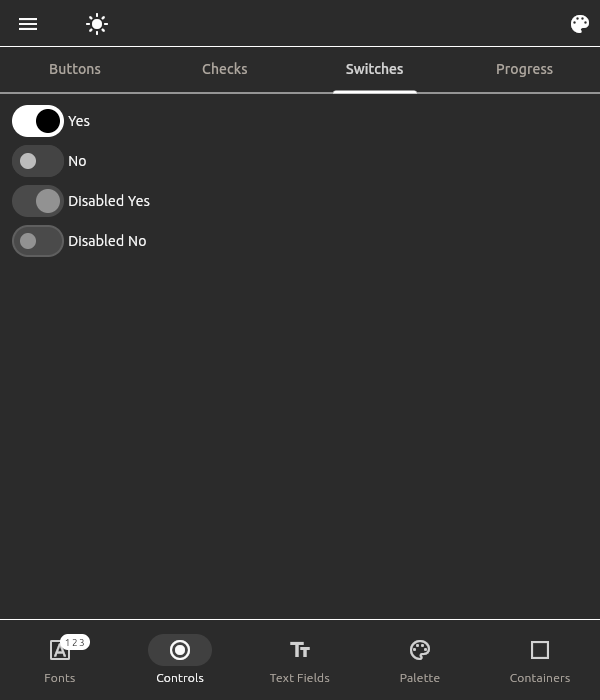 Buttons Checks Switches Progress
Yes
No
Disabled Yes
Disabled No
123
Fonts Controls Text Fields Palette Containers